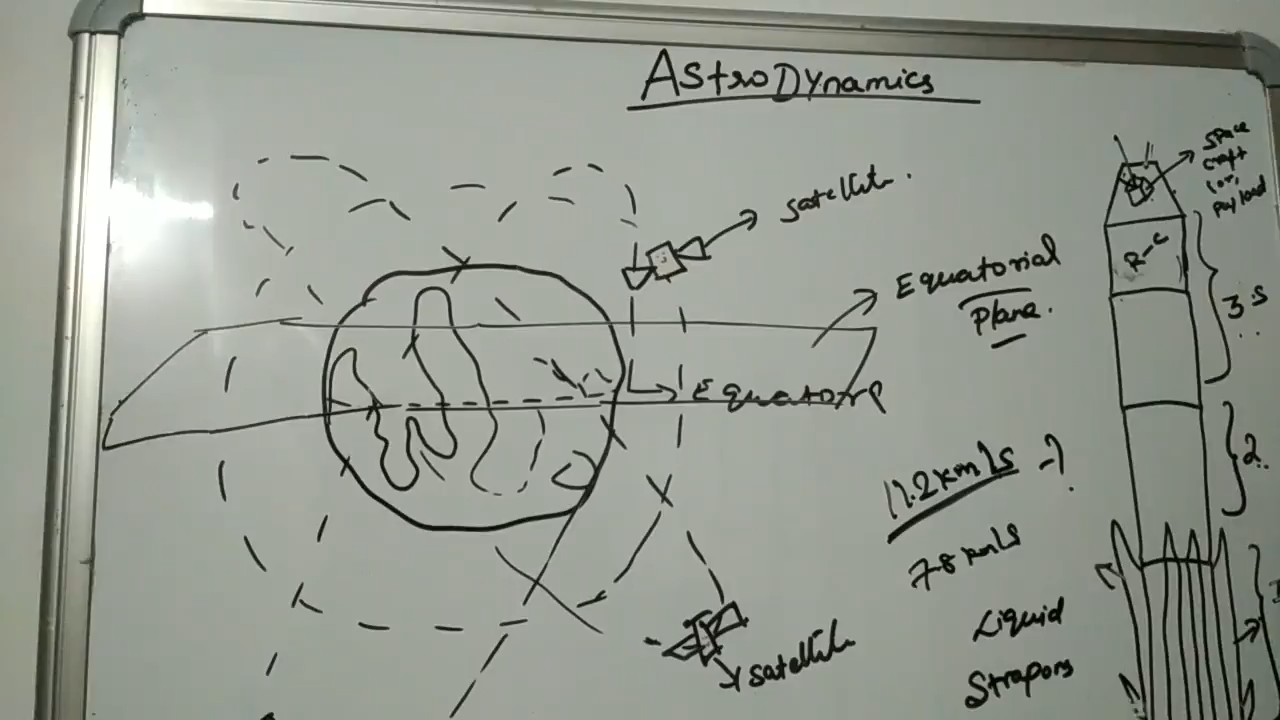 AstroDynamics
satellite.
space
craft
(or)
payload
Equatorial
Plane.
R-C
3 s
Equator
2
11.2 km/s
7.8 km/s
Liquid
Strapons
satellite